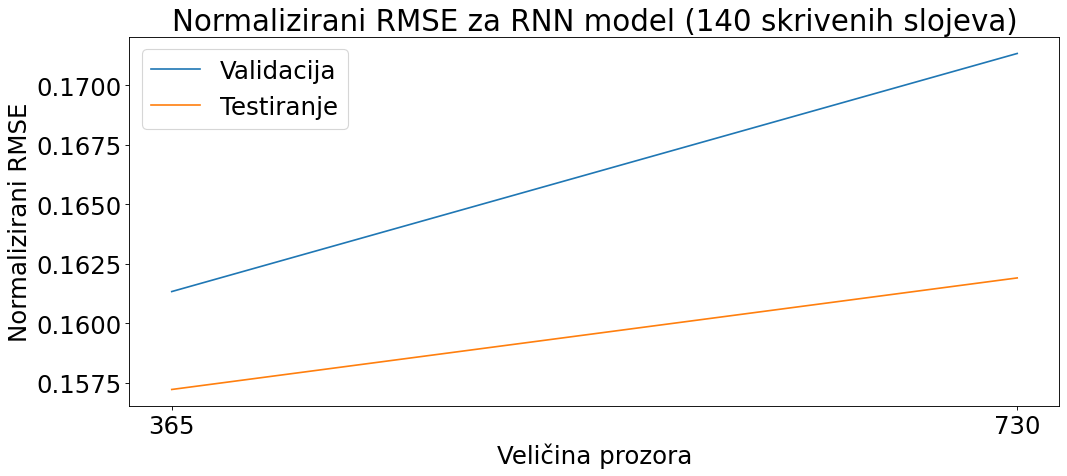 Normalizirani RMSE za RNN model (140 skrivenih slojeva)
Validacija
Testiranje
Normalizirani RMSE
0.1700
0.1675
0.1650
0.1625
0.1600
0.1575
365
730
Veličina prozora